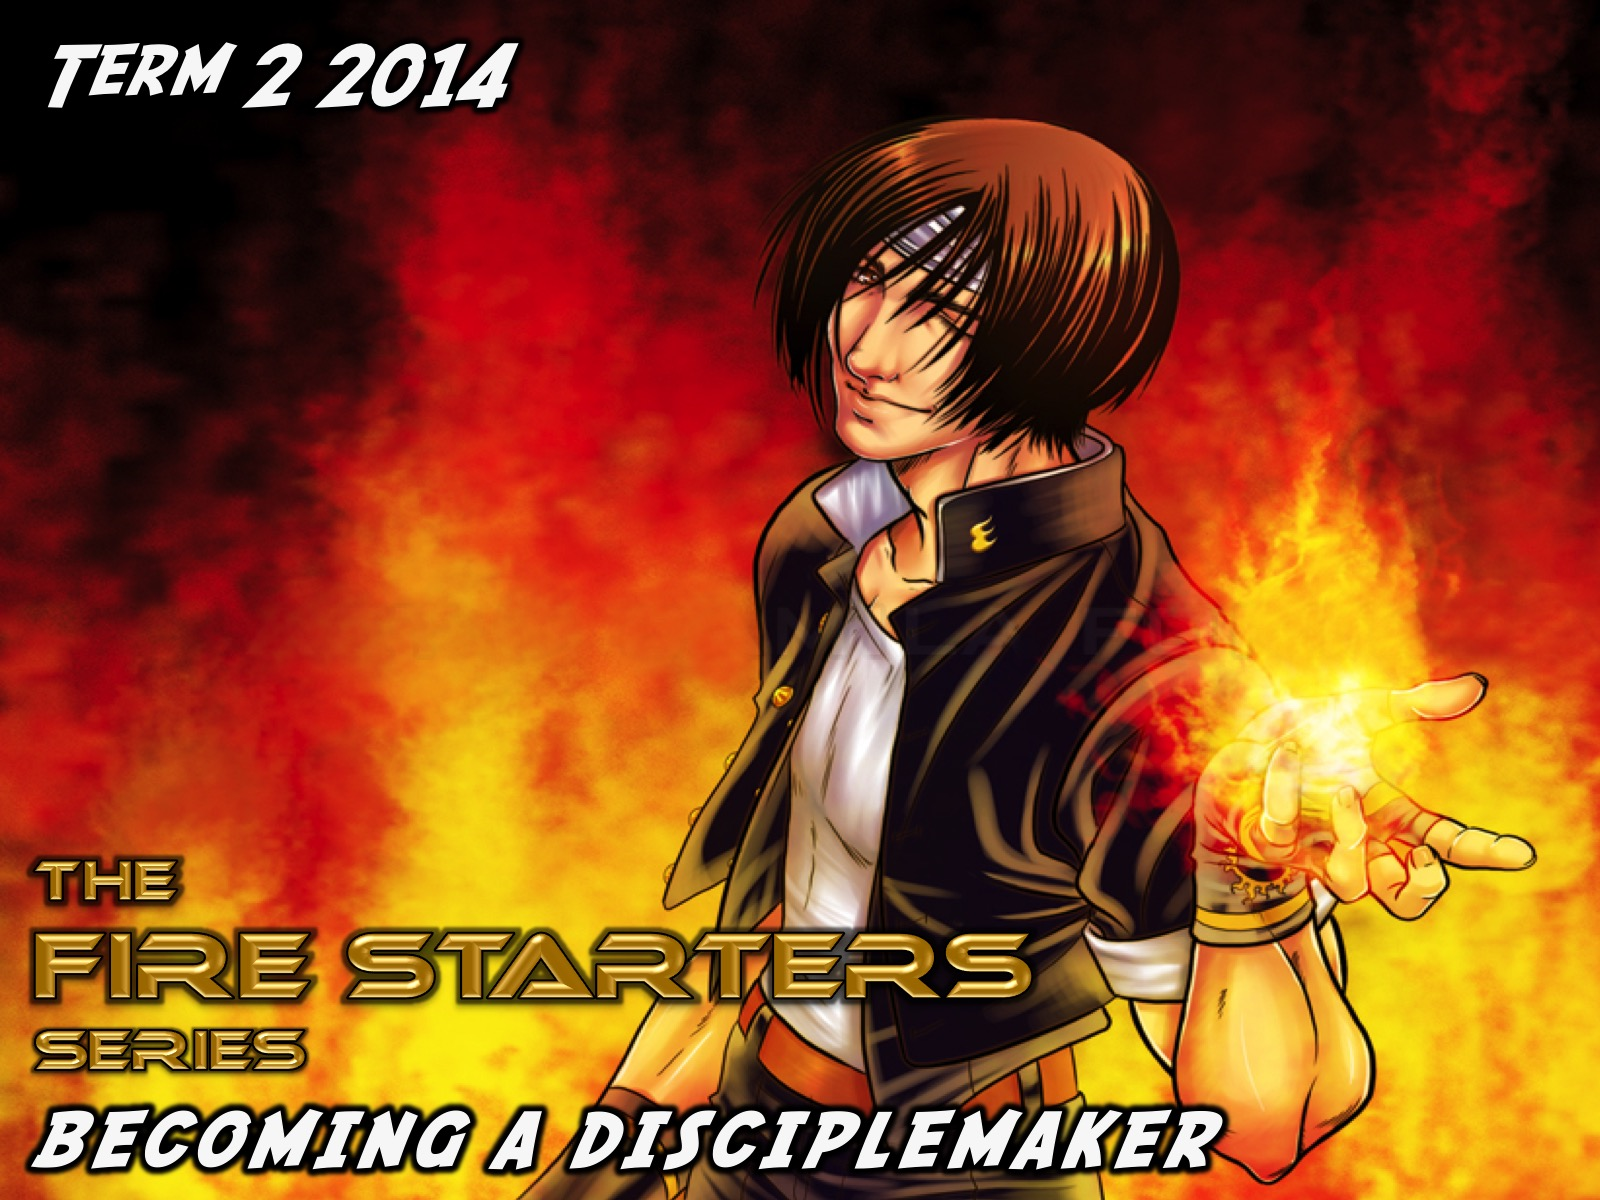 TERM 2 2014
THE
FIRE STARTERS
SERIES
BECOMING A DISCIPLEMAKER